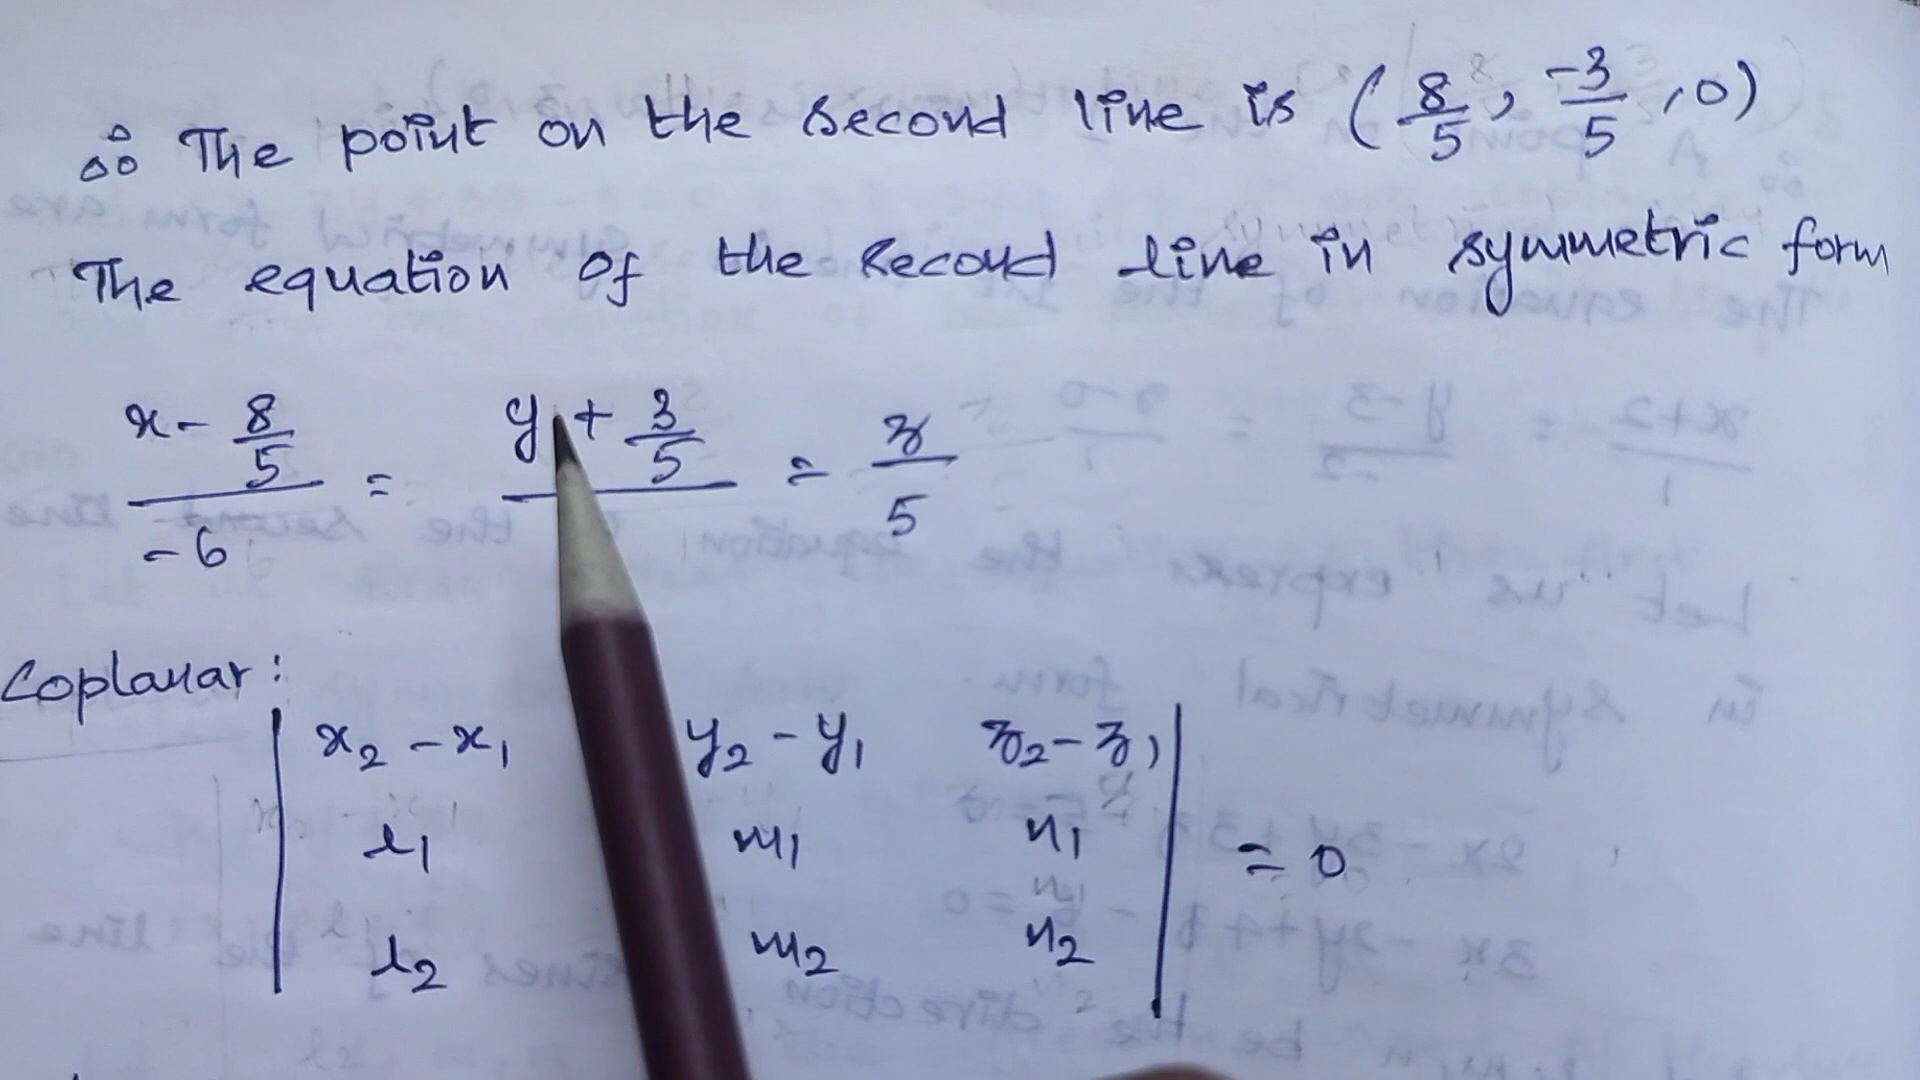 ∴ The point on the second line is (8/5, -3/5, 0)
The equation of the second line in symmetric form
(x - 8/5)/-6 = (y + 3/5)/ = z/5
Coplanar:
| x₂ - x₁ y₂ - y₁ z₂ - z₁ |
| l₁ m₁ n₁ | = 0
| l₂ m₂ n₂ |